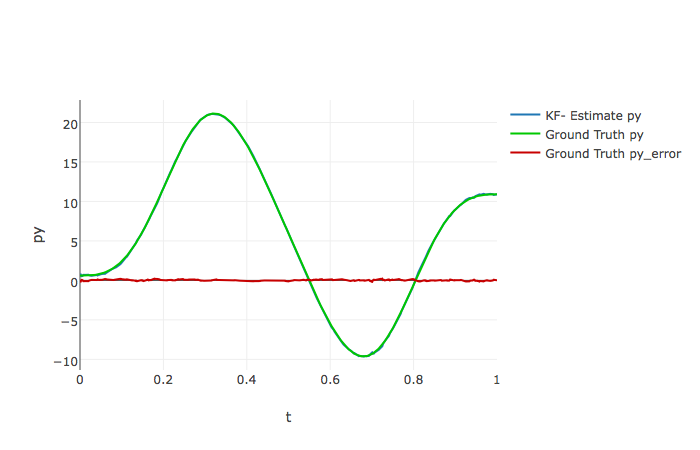 KF- Estimate py
Ground Truth py
Ground Truth py_error
20
15
10
5
0
−5
−10
py
0
0.2
0.4
0.6
0.8
1
t